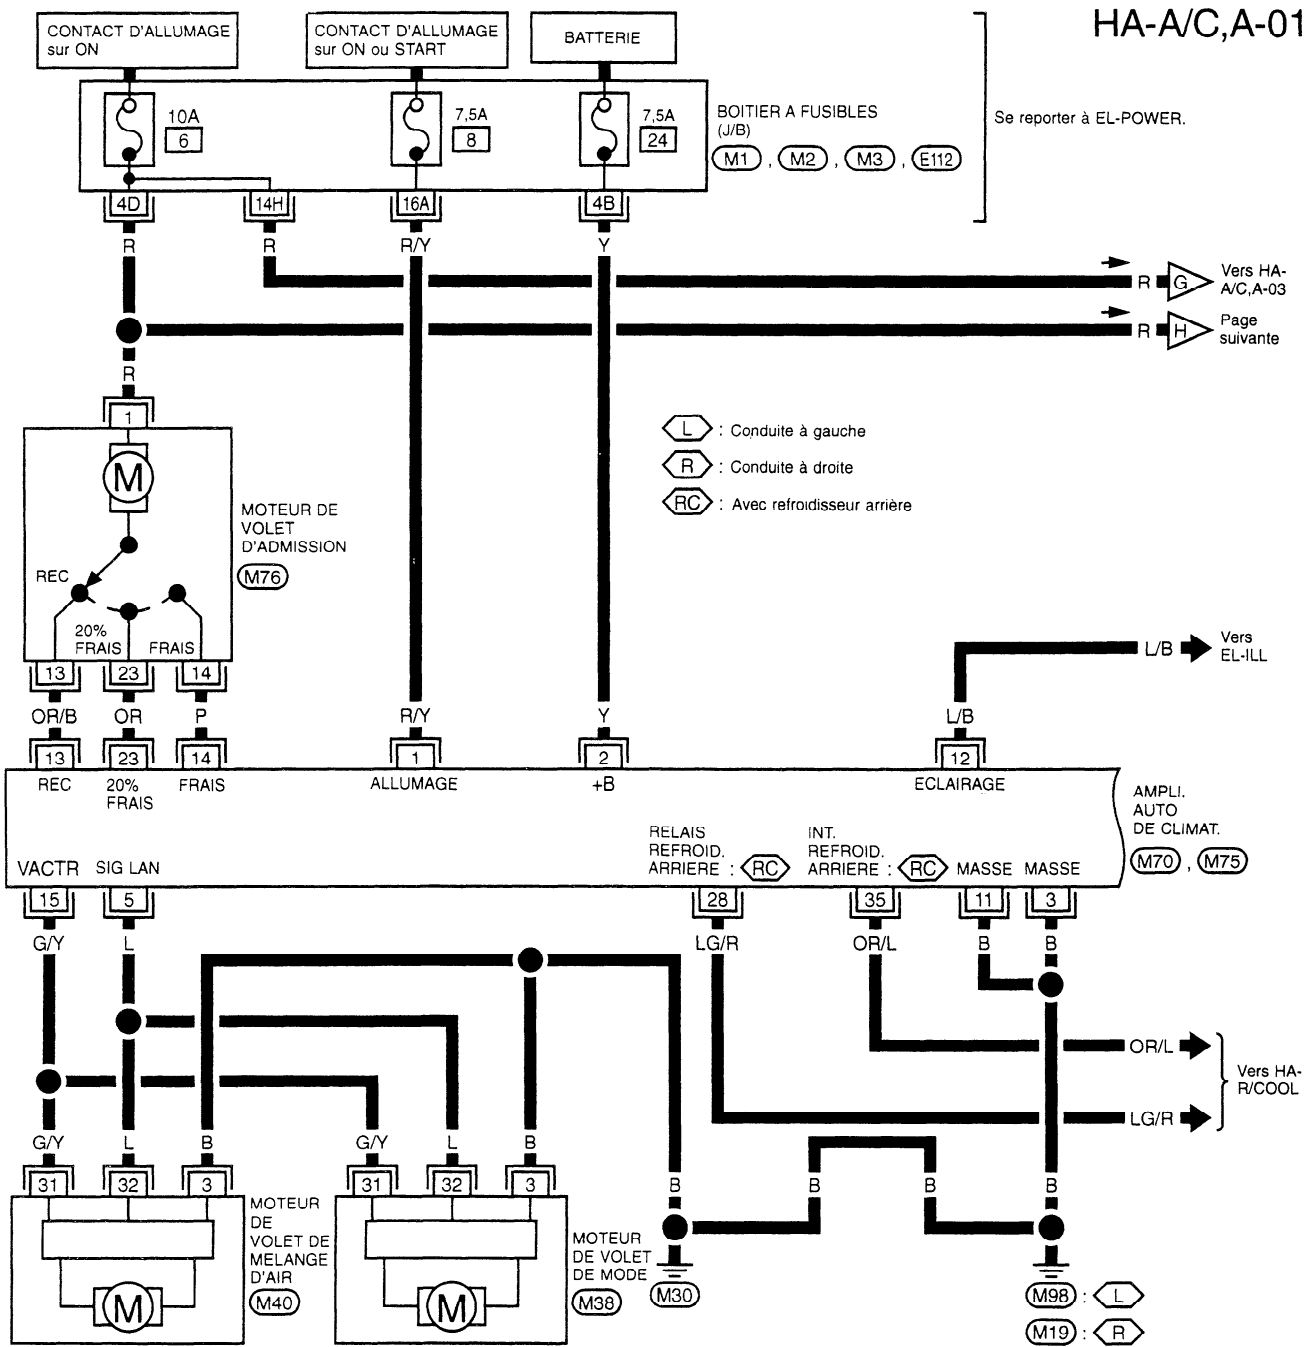 HA-A/C,A-01
CONTACT D'ALLUMAGE
sur ON
CONTACT D'ALLUMAGE
sur ON ou START
BATTERIE
10A
6
7,5A
8
7,5A
24
BOITIER A FUSIBLES
(J/B)
M1 , M2 , M3 , E112
Se reporter à EL-POWER.
4D
14H
16A
4B
R
R
R/Y
Y
R
G
Vers HA-
A/C,A-03
R
H
Page
suivante
R
1
L : Conduite à gauche
R : Conduite à droite
RC : Avec refroidisseur arrière
M
MOTEUR DE
VOLET
D'ADMISSION
M76
REC
20%
FRAIS
FRAIS
13
23
14
OR/B
OR
P
R/Y
Y
L/B
L/B
Vers
EL-ILL
13
23
14
1
2
12
REC
20%
FRAIS
FRAIS
ALLUMAGE
+B
ECLAIRAGE
AMPLI.
AUTO
DE CLIMAT.
M70 , M75
VACTR
SIG LAN
RELAIS
REFROID.
ARRIERE : RC
INT.
REFROID.
ARRIERE : RC
MASSE
MASSE
15
5
28
35
11
3
G/Y
L
LG/R
OR/L
B
B
OR/L
LG/R
Vers HA-
R/COOL
G/Y
L
B
G/Y
L
B
31
32
3
31
32
3
B
B
B
B
M
MOTEUR
DE
VOLET DE
MELANGE
D'AIR
M40
M
MOTEUR
DE VOLET
DE MODE
M38
M30
M98 : L
M19 : R